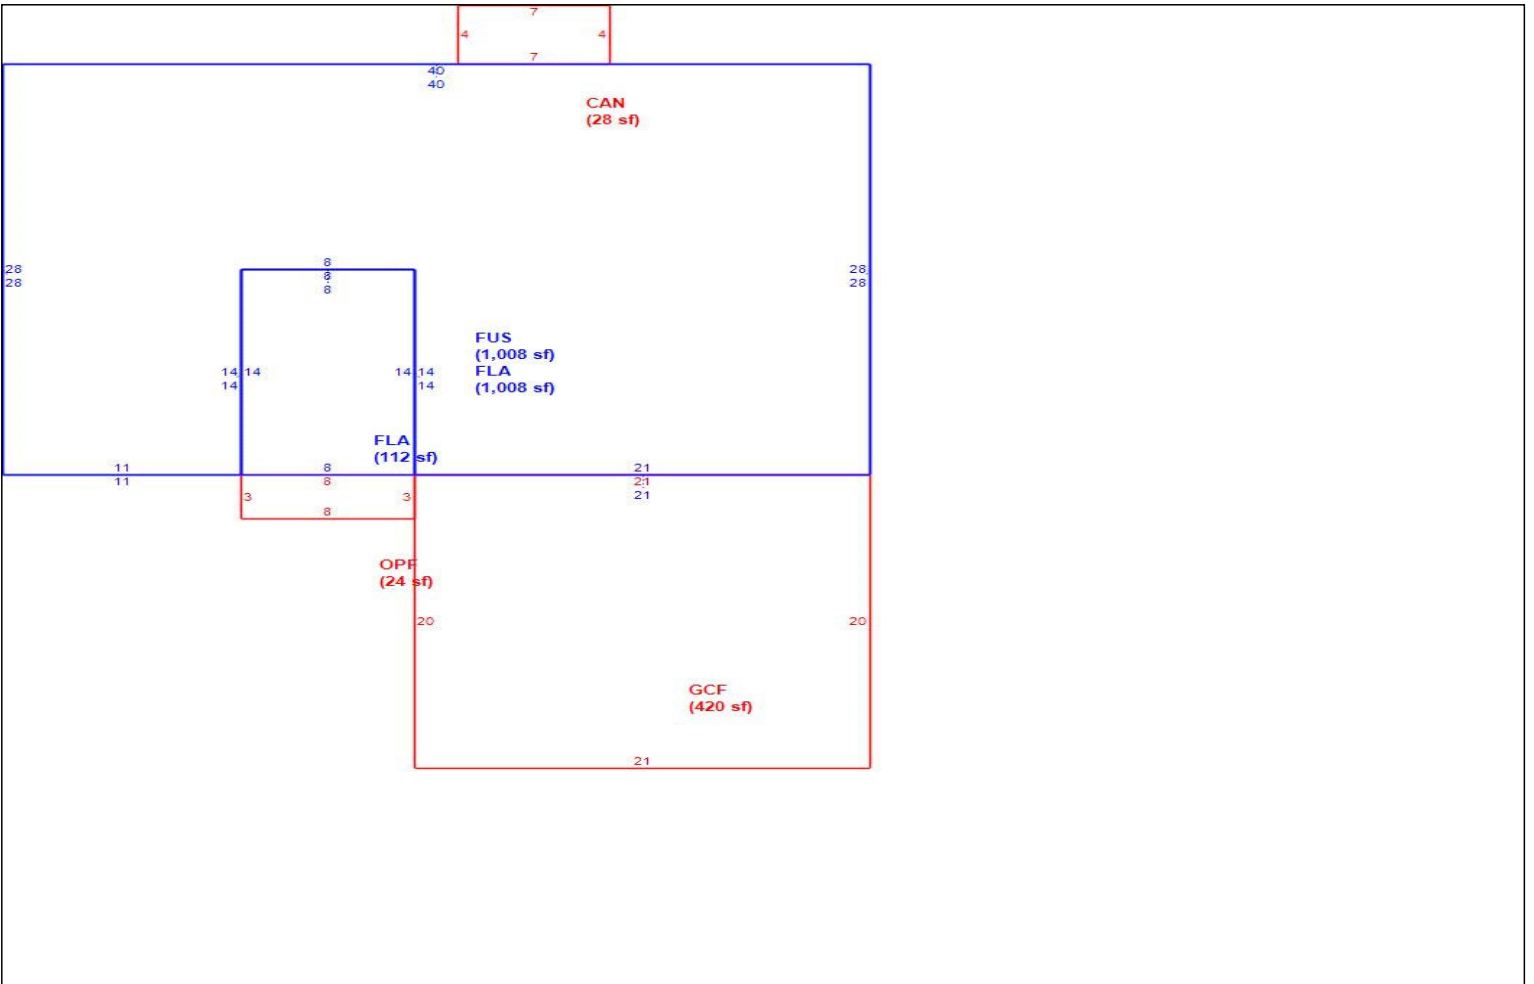 7
4 4
7
40
40
CAN
(28 sf)
8
28 8 28
28 8 28
FUS
(1,008 sf)
14 14 14 14 FLA
14 14 (1,008 sf)
FLA
(112 sf)
11 8 21
11 8 21
3 3 21
8
OPF
(24 sf)
20 20
GCF
(420 sf)
21